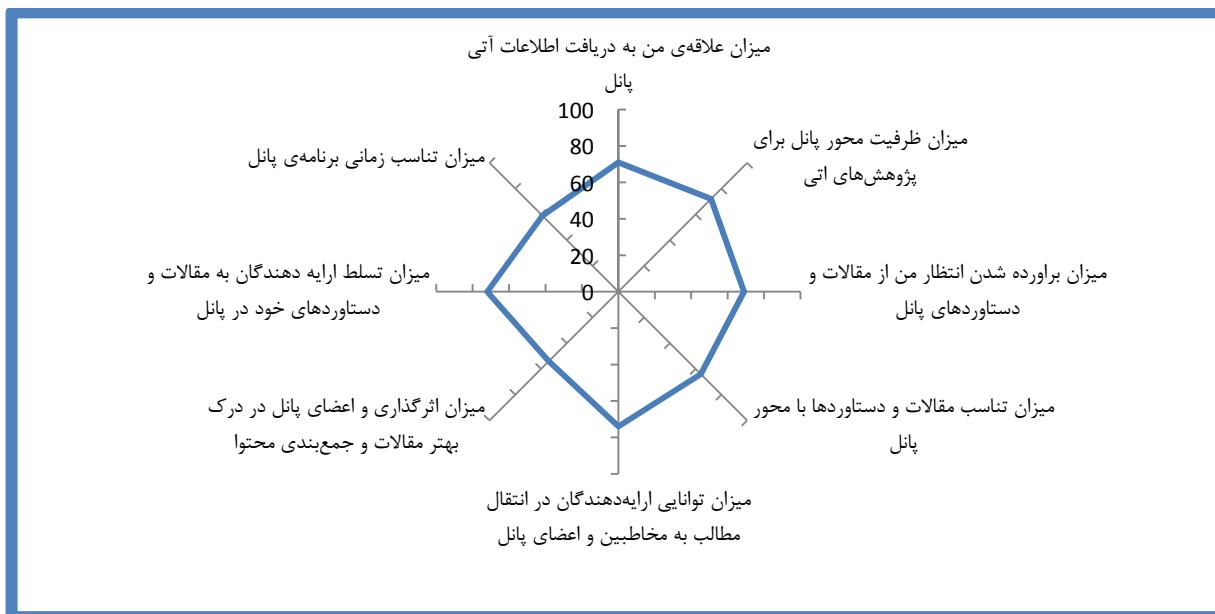 میزان علاقه‌ی من به دریافت اطلاعات آتی
پانل
میزان ظرفیت محور پانل برای
پژوهش‌های اتی
میزان براورده شدن انتظار من از مقالات و
دستاوردهای پانل
میزان تناسب مقالات و دستاوردها با محور
پانل
میزان توانایی ارایه‌دهندگان در انتقال
مطالب به مخاطبین و اعضای پانل
میزان اثرگذاری و اعضای پانل در درک
بهتر مقالات و جمع‌بندی محتوا
میزان تسلط ارایه دهندگان به مقالات و
دستاوردهای خود در پانل
میزان تناسب زمانی برنامه‌ی پانل
100
80
60
40
20
0